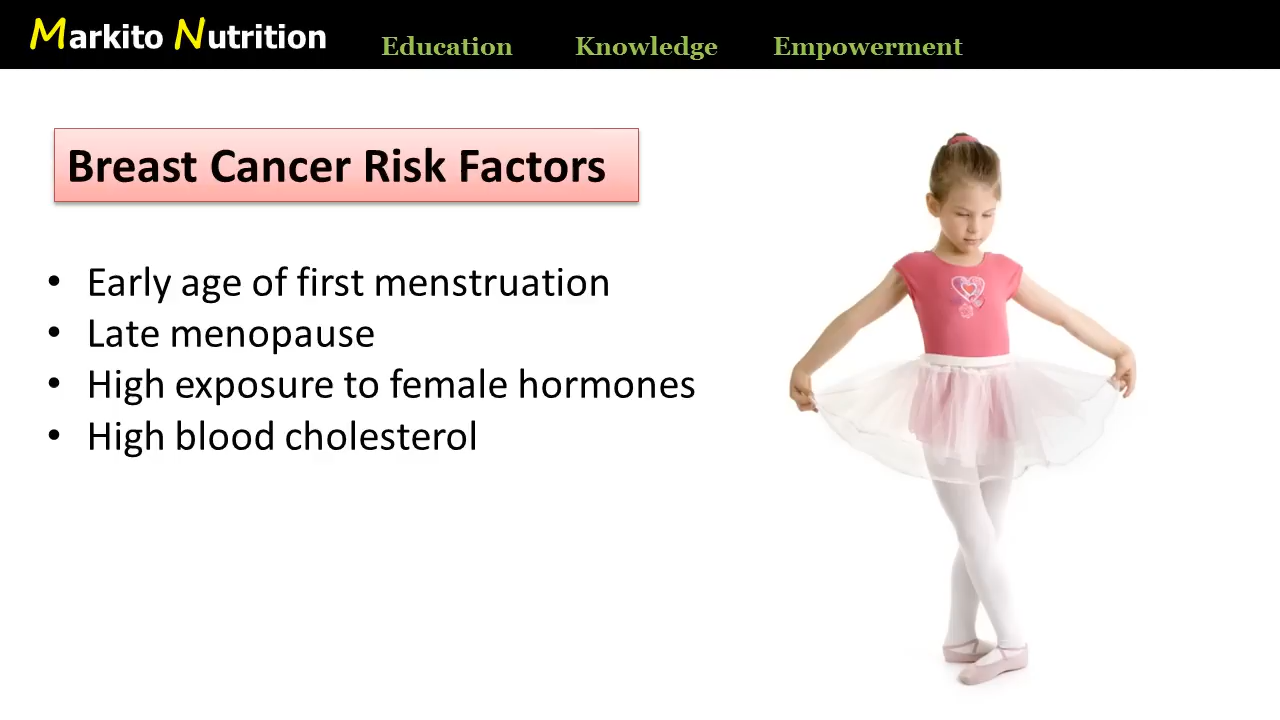 Markito Nutrition Education Knowledge Empowerment
Breast Cancer Risk Factors
• Early age of first menstruation
• Late menopause
• High exposure to female hormones
• High blood cholesterol